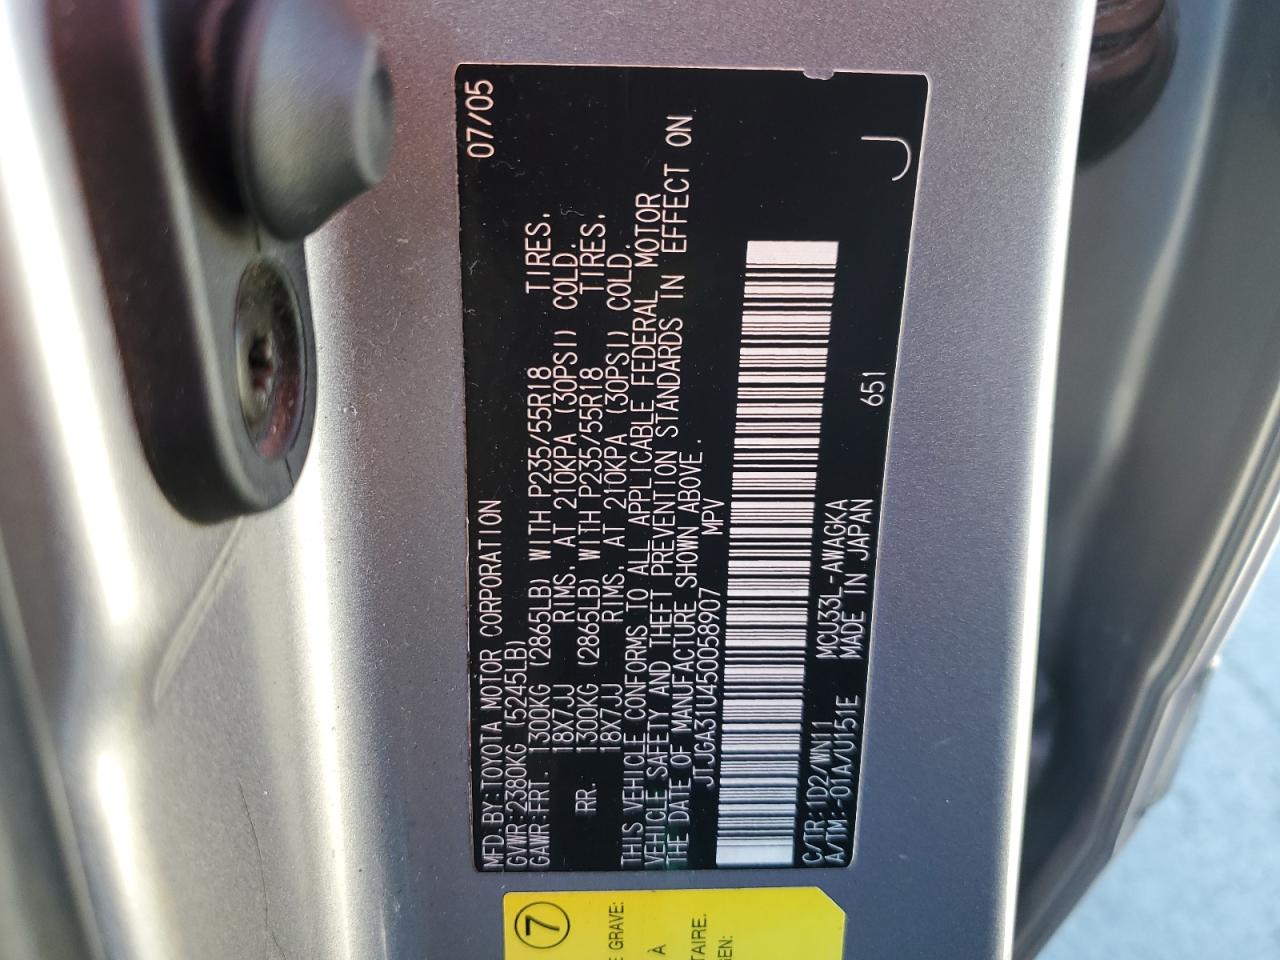 MFD.BY:TOYOTA MOTOR CORPORATION 07/05
GVWR:2380KG (5245LB)
GAWR:FRT. 1300KG (2865LB) WITH P235/55R18 TIRES.
18X7JJ RIMS, AT 210KPA (30PSI) COLD.
RR. 1300KG (2865LB) WITH P235/55R18 TIRES.
18X7JJ RIMS, AT 210KPA (30PSI) COLD.
THIS VEHICLE CONFORMS TO ALL APPLICABLE FEDERAL MOTOR
VEHICLE SAFETY AND THEFT PREVENTION STANDARDS IN EFFECT ON
THE DATE OF MANUFACTURE SHOWN ABOVE.
JTJGA31U450058907 MPV
C/TR:1D2 WN11 MCU33L-AWAGKA 651
A/TM:-01A/U151E MADE IN JAPAN
J
7
GRAVE:
À
TAIRE.
GEN: